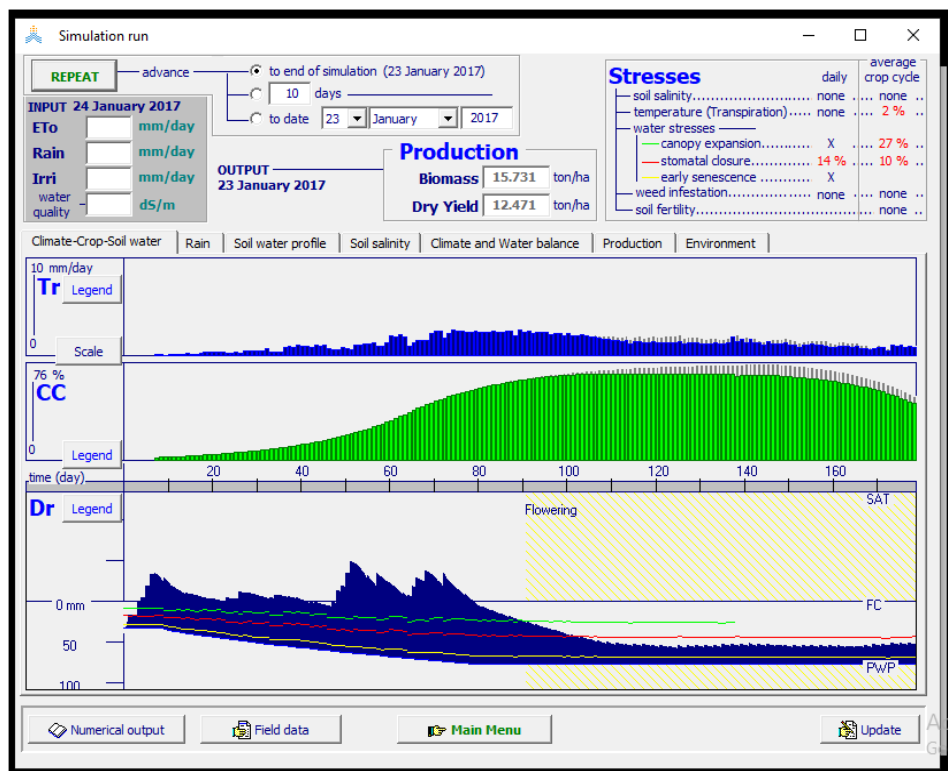 Simulation run
REPEAT
advance
to end of simulation (23 January 2017)
10 days
to date 23 January 2017
INPUT 24 January 2017
ETo mm/day
Rain mm/day
Irri mm/day
water quality dS/m
OUTPUT
23 January 2017
Production
Biomass 15.731 ton/ha
Dry Yield 12.471 ton/ha
Stresses
daily average crop cycle
soil salinity none none
temperature (Transpiration) none 2 %
water stresses
canopy expansion X 27 %
stomatal closure 14 % 10 %
early senescence X
weed infestation none none
soil fertility none
Climate-Crop-Soil water Rain Soil water profile Soil salinity Climate and Water balance Production Environment
10 mm/day
Tr Legend
0
Scale
76 %
CC
0
Legend
20 40 60 80 100 120 140 160
time (day)
Dr Legend
Flowering
SAT
0 mm
FC
50
PWP
100
Numerical output Field data Main Menu Update